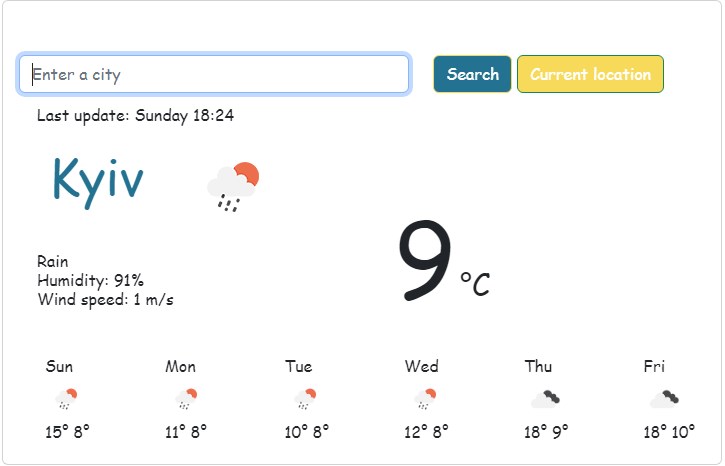 Enter a city
Search
Current location
Last update: Sunday 18:24
Kyiv
9 °C
Rain
Humidity: 91%
Wind speed: 1 m/s
Sun Mon Tue Wed Thu Fri
15° 8° 11° 8° 10° 8° 12° 8° 18° 9° 18° 10°